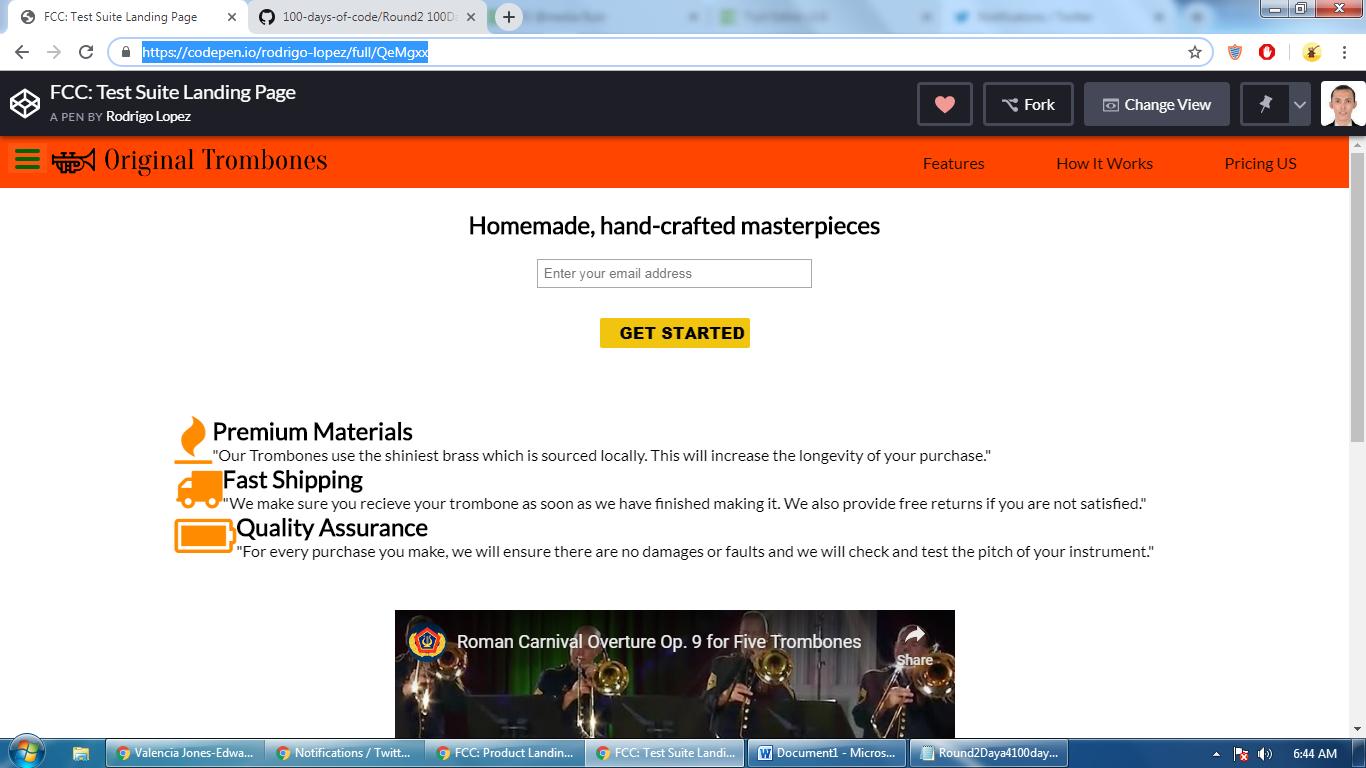 FCC: Test Suite Landing Page
100-days-of-code/Round2 100Da
https://codepen.io/rodrigo-lopez/full/QeMgxx
FCC: Test Suite Landing Page
A PEN BY Rodrigo Lopez
Fork
Change View
Original Trombones
Features
How It Works
Pricing US
Homemade, hand-crafted masterpieces
Enter your email address
GET STARTED
Premium Materials
"Our Trombones use the shiniest brass which is sourced locally. This will increase the longevity of your purchase."
Fast Shipping
"We make sure you recieve your trombone as soon as we have finished making it. We also provide free returns if you are not satisfied."
Quality Assurance
"For every purchase you make, we will ensure there are no damages or faults and we will check and test the pitch of your instrument."
Roman Carnival Overture Op. 9 for Five Trombones
Share
Valencia Jones-Edwa...
Notifications / Twitt...
FCC: Product Landin...
FCC: Test Suite Landi...
Document1 - Micros...
Round2Daya4100day...
6:44 AM